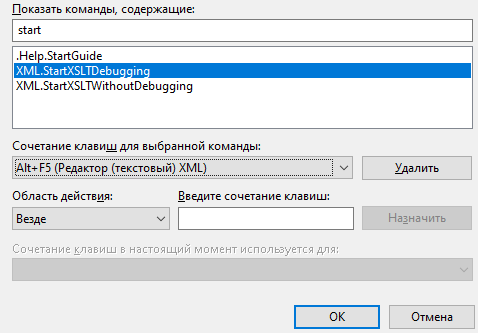 Показать команды, содержащие:
start
.Help.StartGuide
XML.StartXSLTDebugging
XML.StartXSLTWithoutDebugging
Сочетание клавиш для выбранной команды:
Alt+F5 (Редактор (текстовый) XML)
Удалить
Область действия: Введите сочетание клавиш:
Везде
Назначить
Сочетание клавиш в настоящий момент используется для:
ОК Отмена